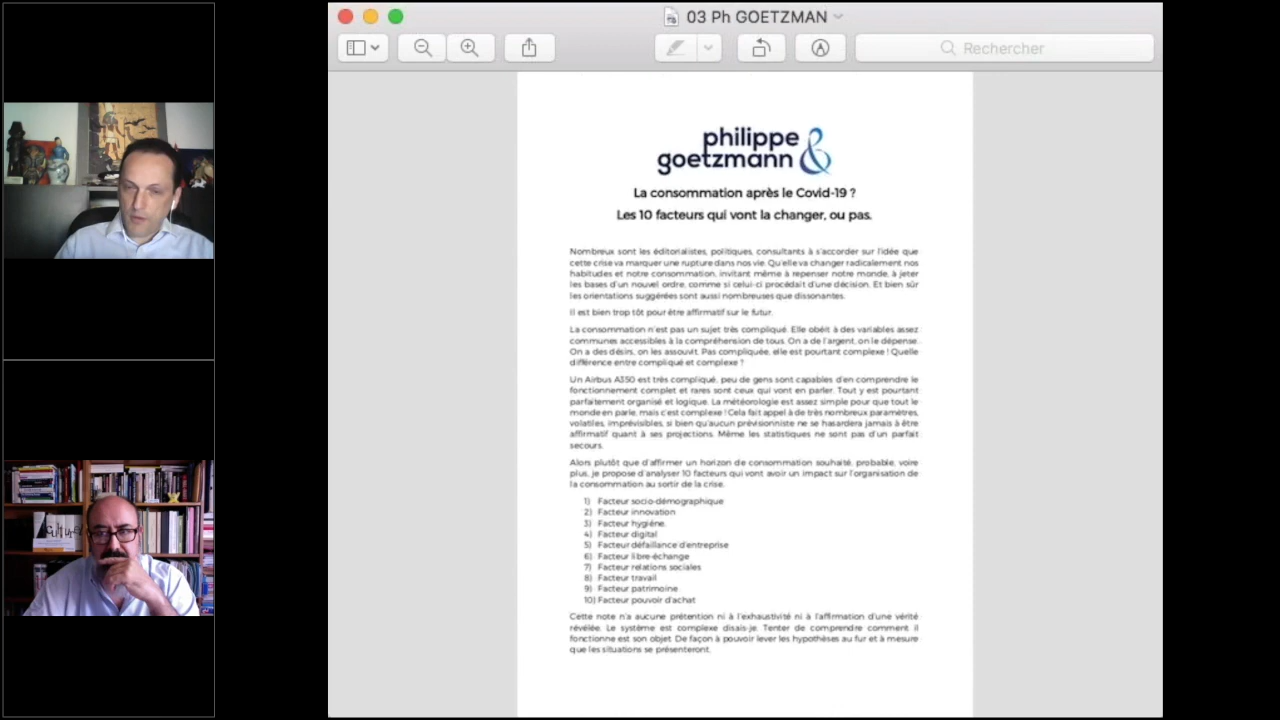 03 Ph GOETZMAN
Rechercher
philippe
goetzmann &
La consommation après le Covid-19 ?
Les 10 facteurs qui vont la changer, ou pas.
Nombreux sont les éditorialistes, politiques, consultants à s'accorder sur l'idée que
cette crise va marquer une rupture dans nos vie. Qu'elle va changer radicalement nos
habitudes et notre consommation, invitant même à repenser notre monde, à jeter
les bases d'un nouvel ordre, comme si celui-ci procédait d'une décision. Et bien sûr
les orientations suggérées sont aussi nombreuses que dissonantes.
Il est bien trop tôt pour être affirmatif sur le futur.
La consommation n'est pas un sujet très compliqué. Elle obéit à des variables assez
communes accessibles à la compréhension de tous. On a de l'argent, on le dépense.
On a des désirs, on les assouvit. Pas compliquée, elle est pourtant complexe ! Quelle
différence entre compliqué et complexe ?
Un Airbus A350 est très compliqué, peu de gens sont capables d'en comprendre le
fonctionnement complet et rares sont ceux qui vont en parler. Tout y est pourtant
parfaitement organisé et logique. La météorologie est assez simple pour que tout le
monde en parle, mais c'est complexe ! Cela fait appel à de très nombreux paramètres,
volatiles, imprévisibles, si bien qu'aucun prévisionniste ne se hasardera jamais à être
affirmatif quant à ses projections. Même les statistiques ne sont pas d'un parfait
secours.
Alors plutôt que d'affirmer un horizon de consommation souhaité, probable, voire
plus, je propose d'analyser 10 facteurs qui vont avoir un impact sur l'organisation de
la consommation au sortir de la crise.
1) Facteur socio-démographique
2) Facteur innovation
3) Facteur hygiène.
4) Facteur digital
5) Facteur défaillance d'entreprise
6) Facteur libre-échange
7) Facteur relations sociales
8) Facteur travail
9) Facteur patrimoine
10) Facteur pouvoir d'achat
Cette note n'a aucune prétention ni à l'exhaustivité ni à l'affirmation d'une vérité
révélée. Le système est complexe disais-je. Tenter de comprendre comment il
fonctionne est son objet. De façon à pouvoir lever les hypothèses au fur et à mesure
que les situations se présenteront.